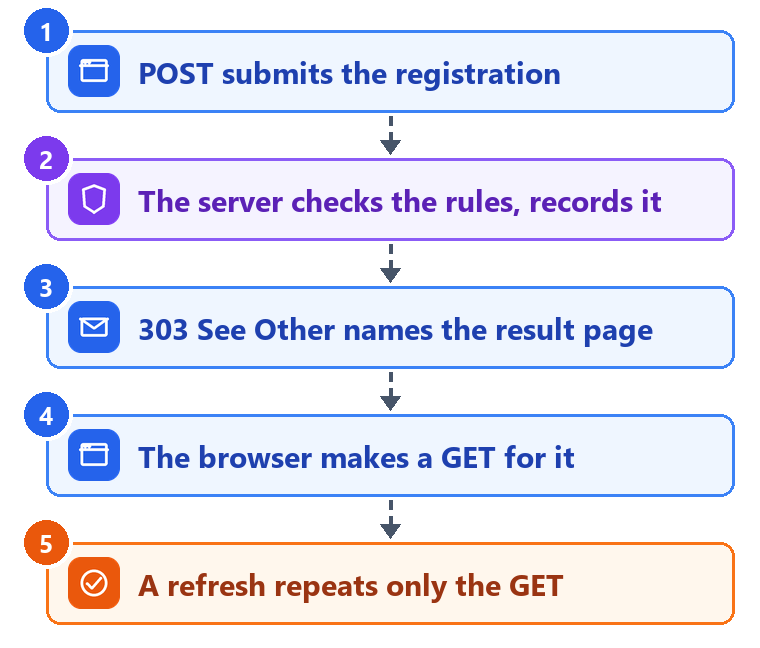 1
POST submits the registration
2
The server checks the rules, records it
3
303 See Other names the result page
4
The browser makes a GET for it
5
A refresh repeats only the GET